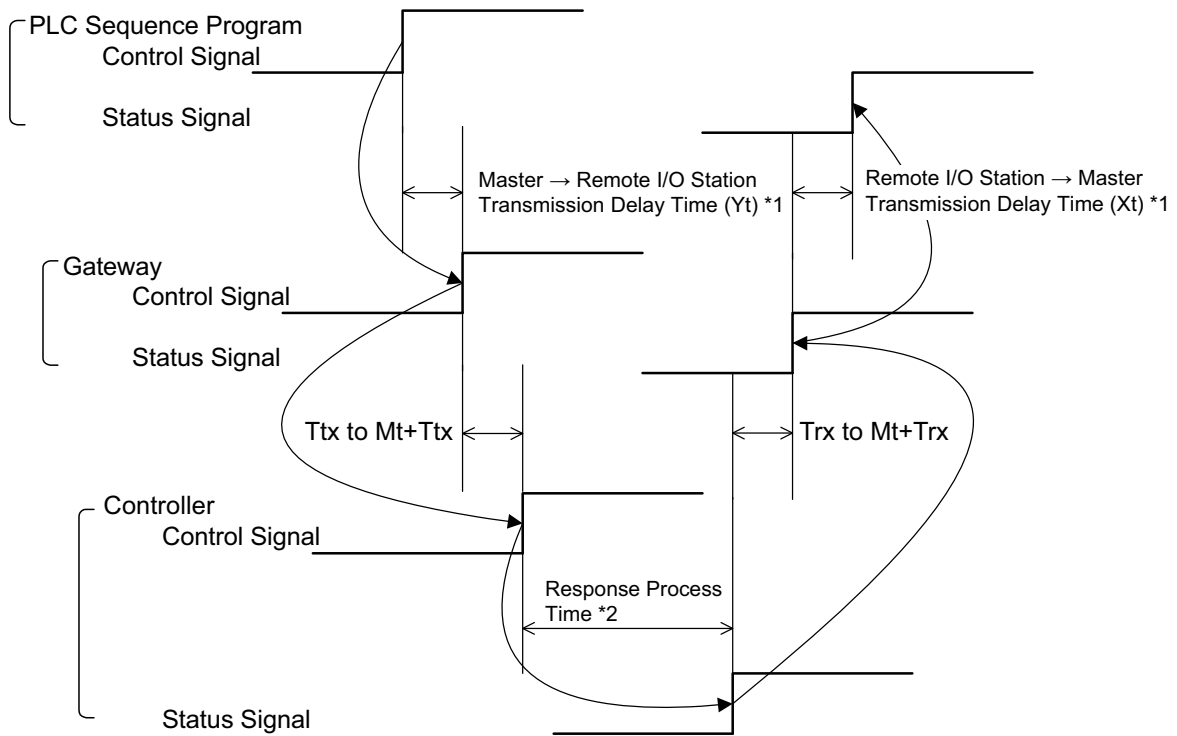 PLC Sequence Program
Control Signal
Status Signal
Master → Remote I/O Station
Transmission Delay Time (Yt) *1
Remote I/O Station → Master
Transmission Delay Time (Xt) *1
Gateway
Control Signal
Status Signal
Ttx to Mt+Ttx
Trx to Mt+Trx
Controller
Control Signal
Response Process
Time *2
Status Signal